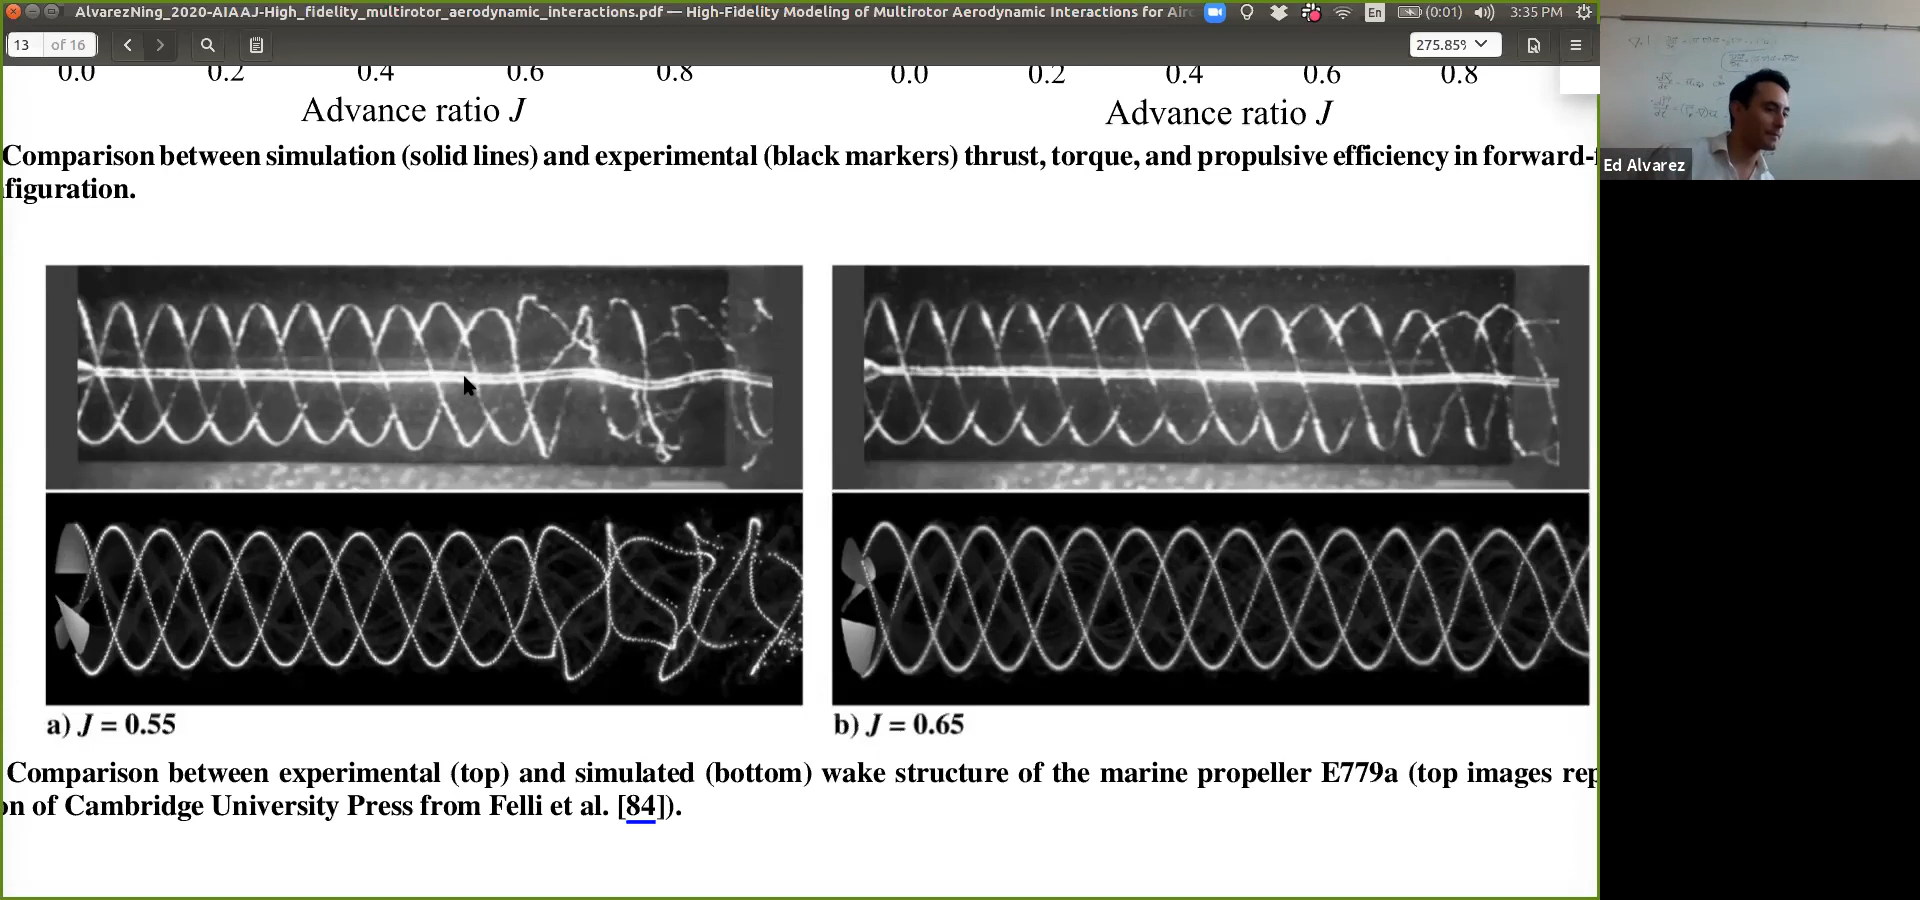 AlvarezNing_2020-AIAAJ-High_fidelity_multirotor_aerodynamic_interactions.pdf — High-Fidelity Modeling of Multirotor Aerodynamic Interactions for Airc
En
(0:01)
3:35 PM
13 of 16
275.85%
0.0 0.2 0.4 0.6 0.8
0.0 0.2 0.4 0.6 0.8
Advance ratio J
Advance ratio J
Comparison between simulation (solid lines) and experimental (black markers) thrust, torque, and propulsive efficiency in forward-f
figuration.
Ed Alvarez
a) J = 0.55
b) J = 0.65
Comparison between experimental (top) and simulated (bottom) wake structure of the marine propeller E779a (top images rep
on of Cambridge University Press from Felli et al. [84]).